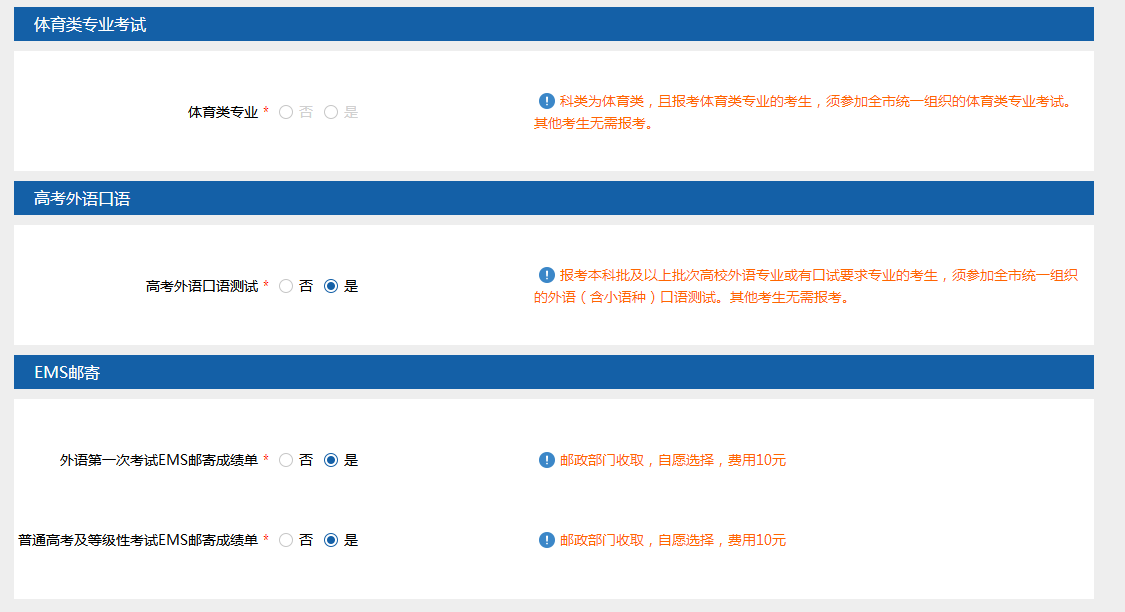 体育类专业考试
体育类专业 * 否 是
科类为体育类，且报考体育类专业的考生，须参加全市统一组织的体育类专业考试。
其他考生无需报考。
高考外语口语
高考外语口语测试 * 否 是
报考本科批及以上批次高校外语专业或有口试要求专业的考生，须参加全市统一组织
的外语（含小语种）口语测试。其他考生无需报考。
EMS邮寄
外语第一次考试EMS邮寄成绩单 * 否 是
邮政部门收取，自愿选择，费用10元
普通高考及等级性考试EMS邮寄成绩单 * 否 是
邮政部门收取，自愿选择，费用10元